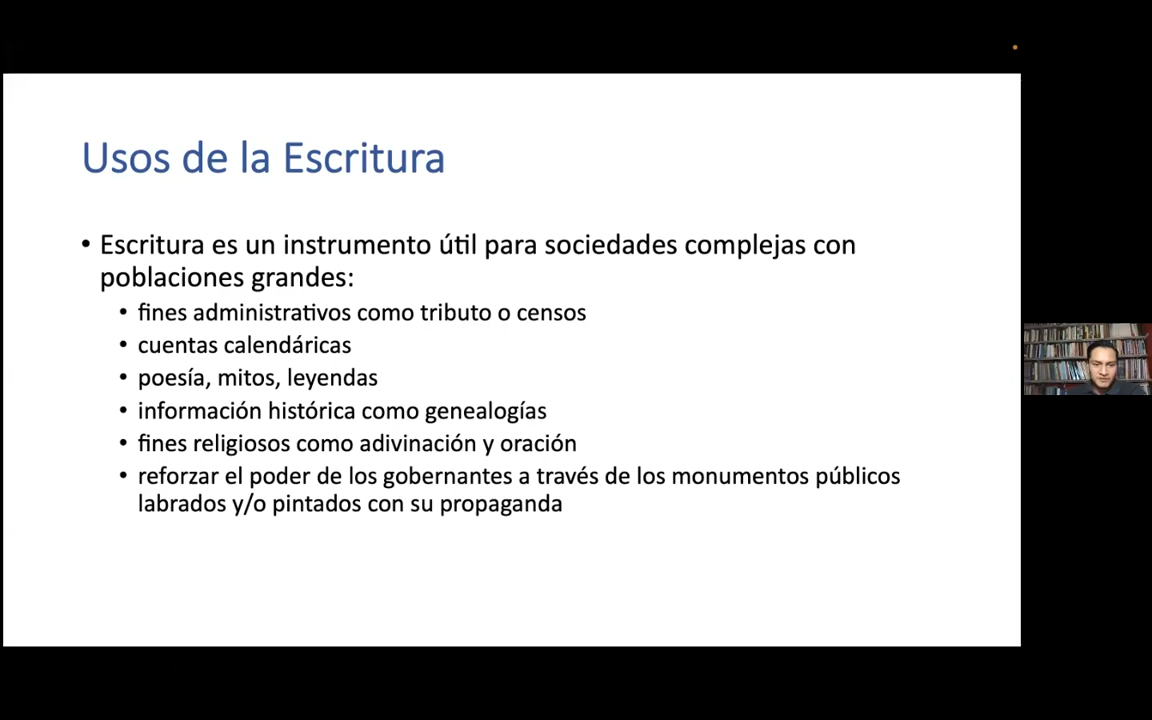 Usos de la Escritura
• Escritura es un instrumento útil para sociedades complejas con
poblaciones grandes:
• fines administrativos como tributo o censos
• cuentas calendáricas
• poesía, mitos, leyendas
• información histórica como genealogías
• fines religiosos como adivinación y oración
• reforzar el poder de los gobernantes a través de los monumentos públicos
labrados y/o pintados con su propaganda